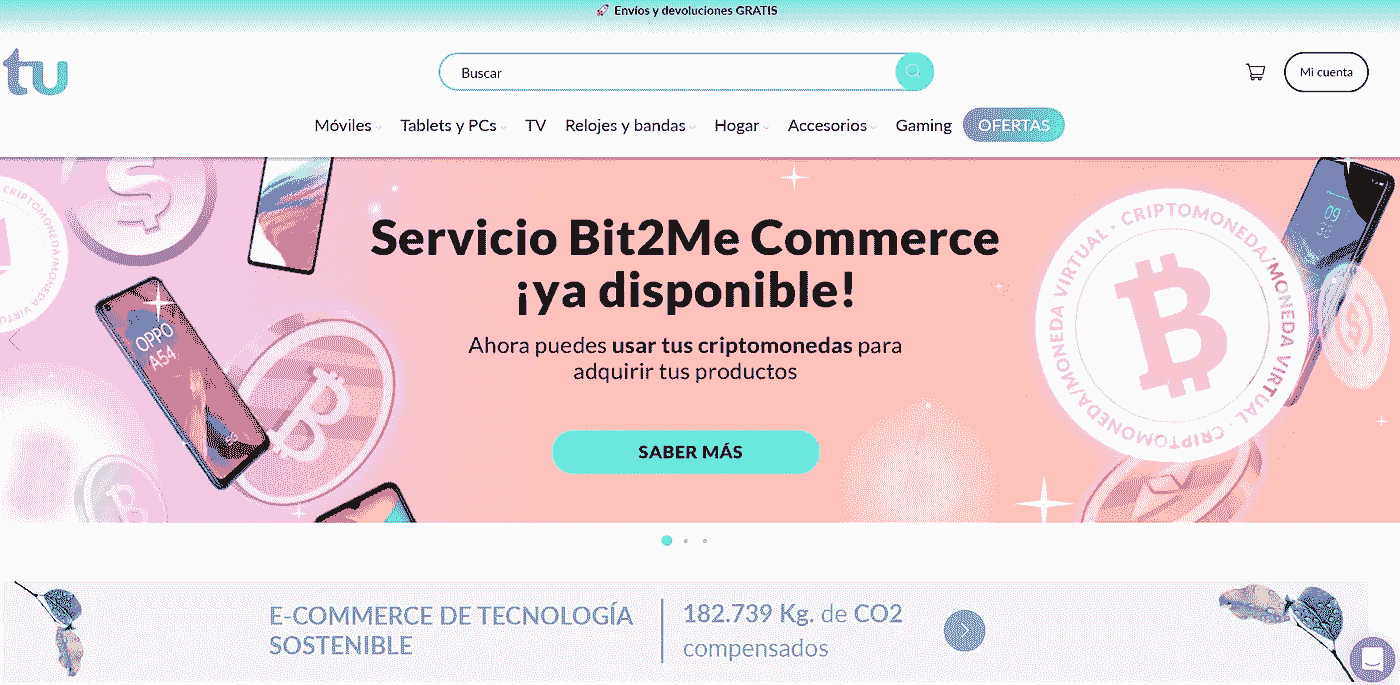 🚀 Envíos y devoluciones GRATIS
tu
Buscar
Mi cuenta
Móviles Tablets y PCs TV Relojes y bandas Hogar Accesorios Gaming OFERTAS
Servicio Bit2Me Commerce
¡ya disponible!
Ahora puedes usar tus criptomonedas para
adquirir tus productos
SABER MÁS
OPPO
A54
CRIPTOMONEDA/MONEDA VIRTUAL · CRIPTOMONEDA/MONEDA VIRTUAL ·
E-COMMERCE DE TECNOLOGÍA
SOSTENIBLE
182.739 Kg. de CO2
compensados